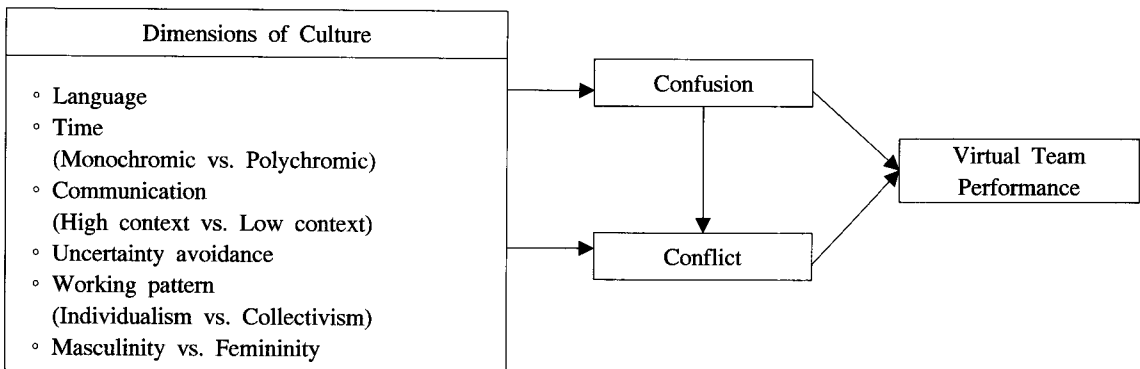 Dimensions of Culture
◦ Language
◦ Time
(Monochromic vs. Polychromic)
◦ Communication
(High context vs. Low context)
◦ Uncertainty avoidance
◦ Working pattern
(Individualism vs. Collectivism)
◦ Masculinity vs. Femininity
Confusion
Conflict
Virtual Team
Performance